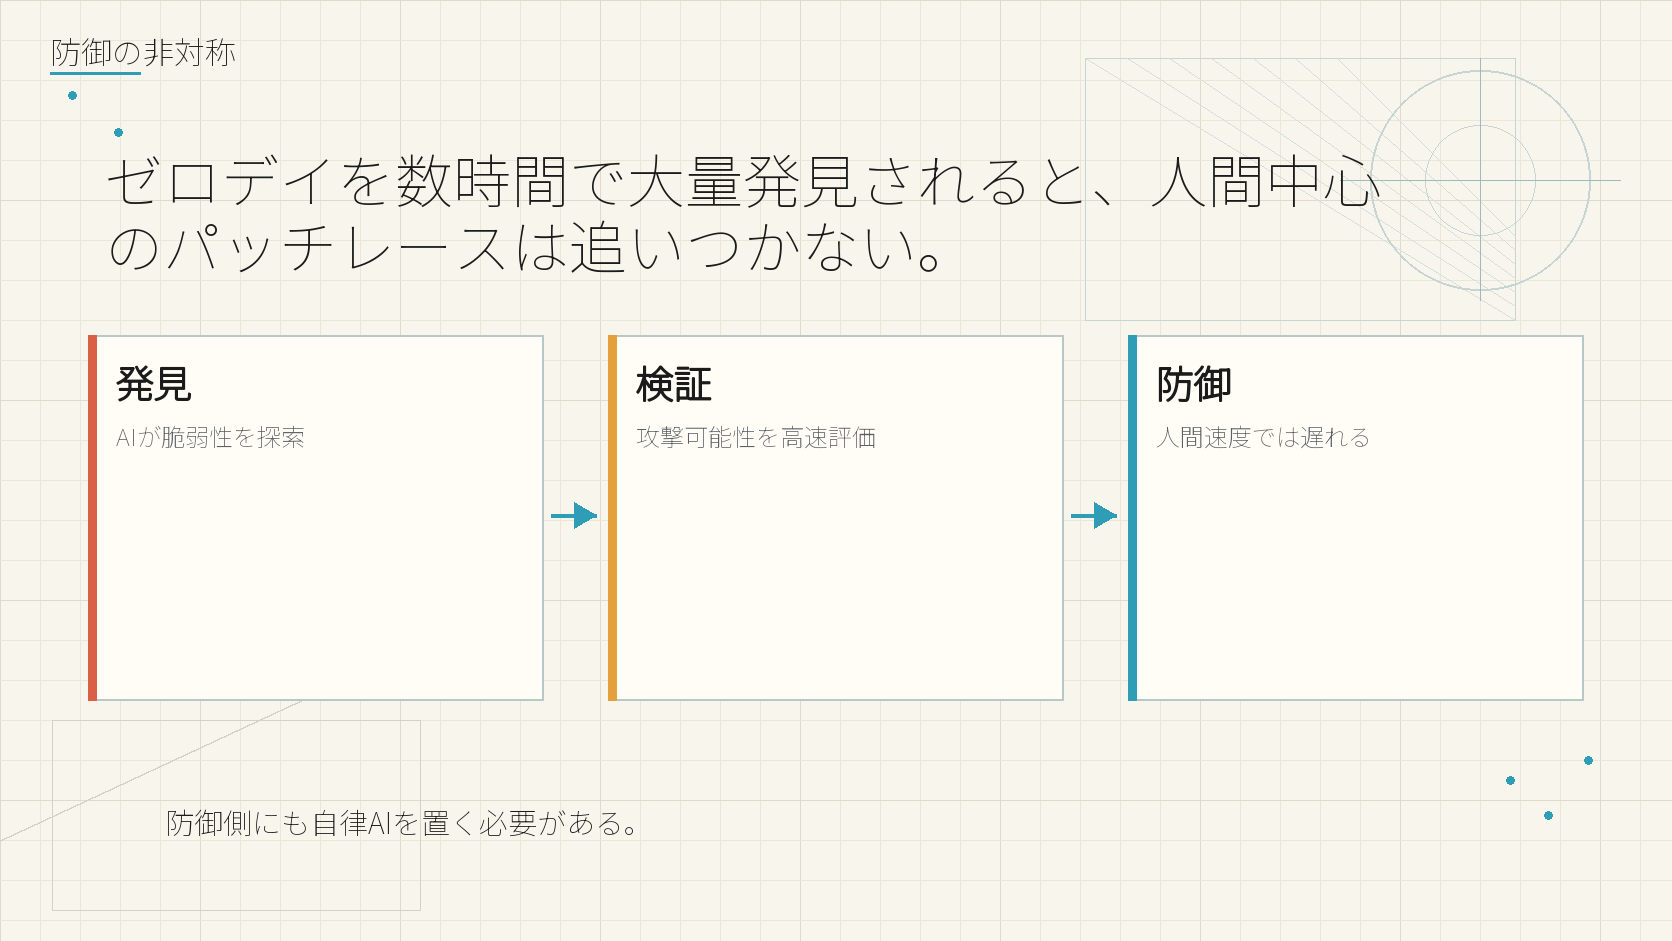 防御の非対称
ゼロデイを数時間で大量発見されると、人間中心
のパッチレースは追いつかない。
発見
AIが脆弱性を探索
検証
攻撃可能性を高速評価
防御
人間速度では遅れる
防御側にも自律AIを置く必要がある。